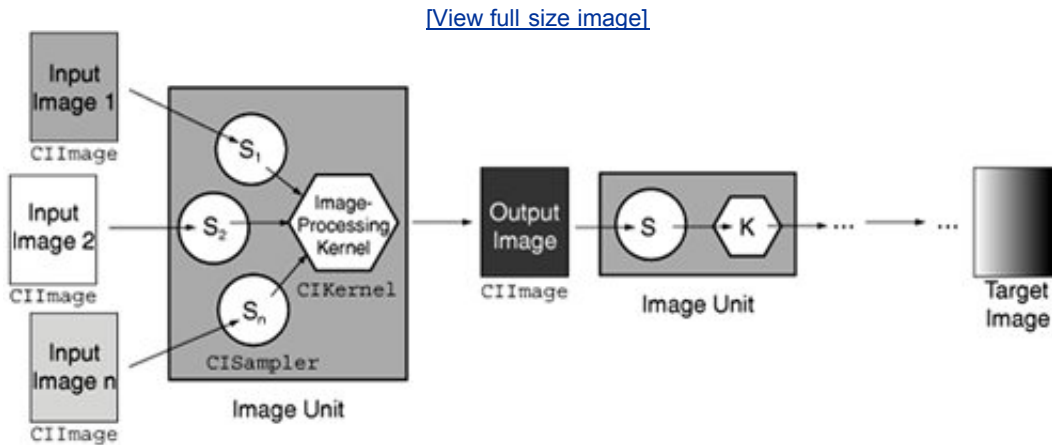 [View full size image]
Input
Image 1
CIImage
Input
Image 2
CIImage
Input
Image n
CIImage
S1
S2
Sn
CISampler
Image-
Processing
Kernel
CIKernel
Image Unit
Output
Image
CIImage
S
K
Image Unit
...
...
Target
Image